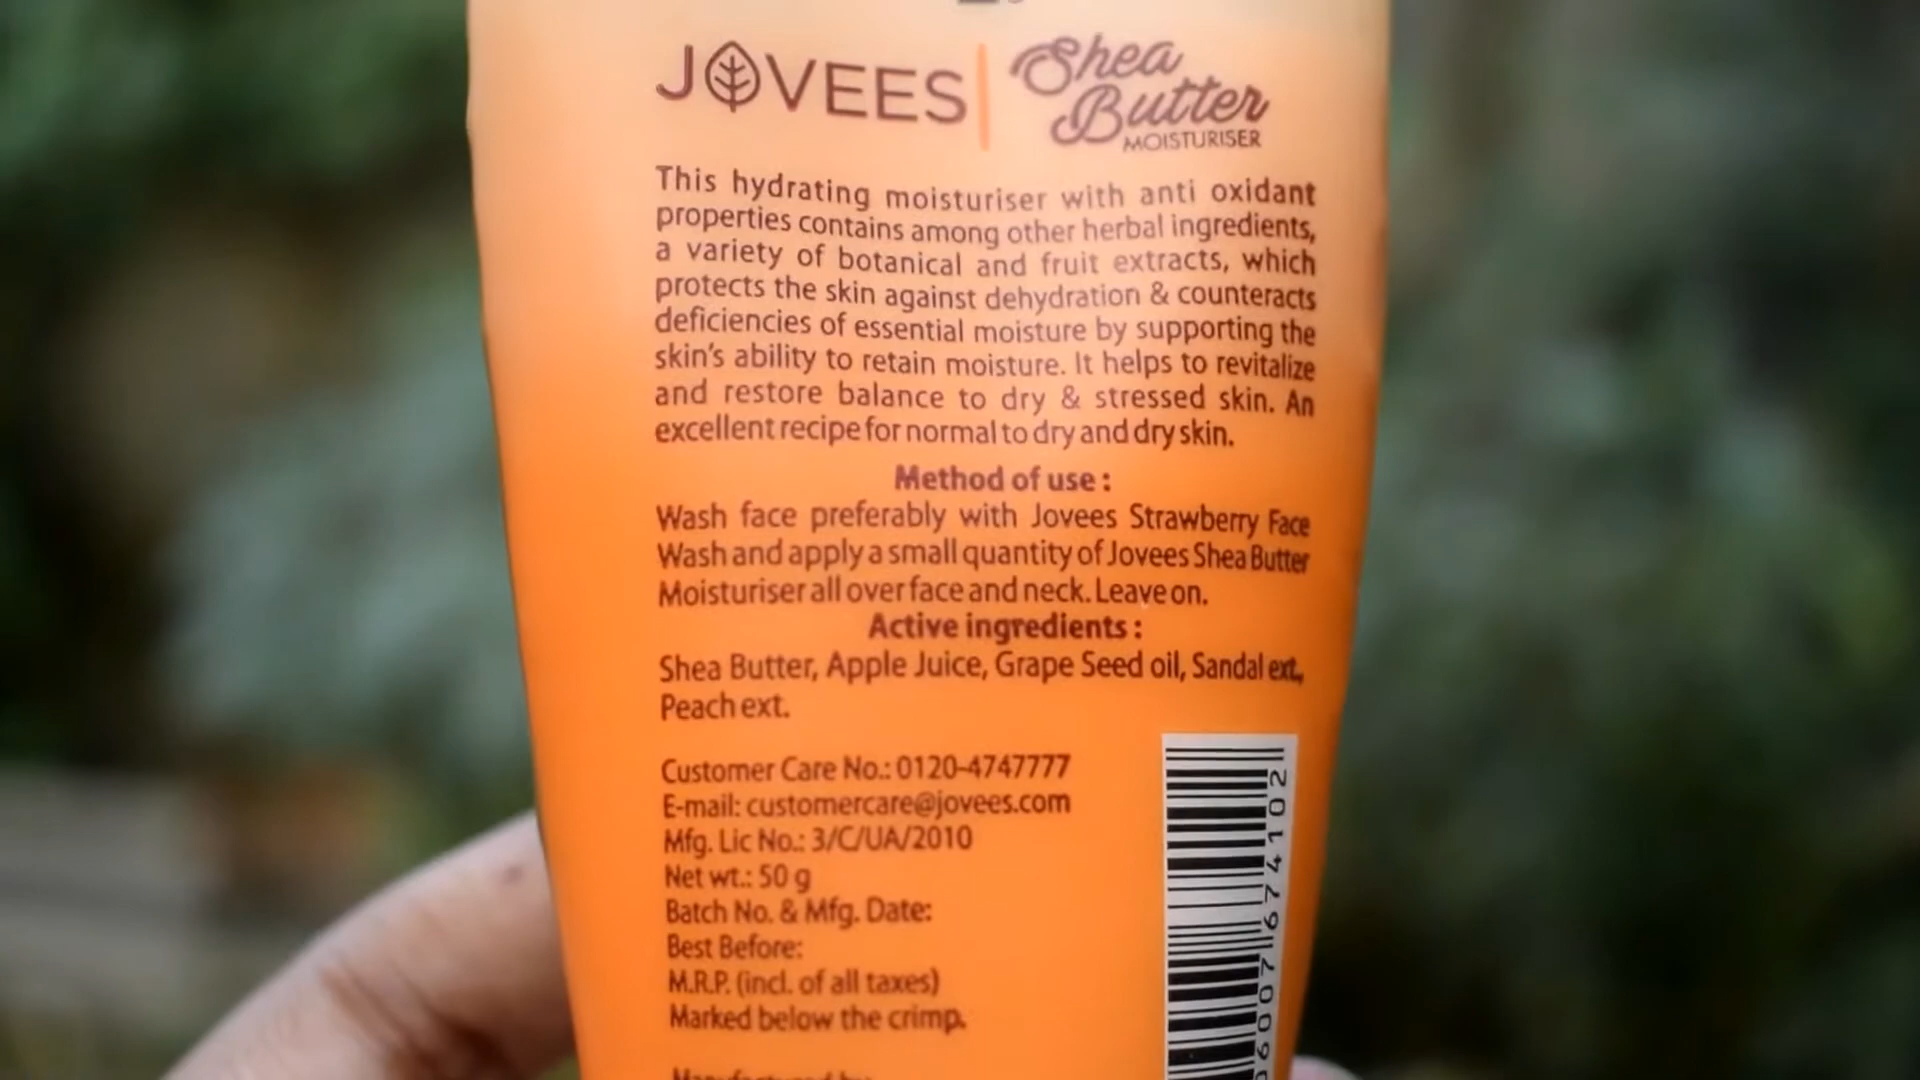 JOVEES
Shea
Butter
MOISTURISER
This hydrating moisturiser with anti oxidant
properties contains among other herbal ingredients,
a variety of botanical and fruit extracts, which
protects the skin against dehydration & counteracts
deficiencies of essential moisture by supporting the
skin's ability to retain moisture. It helps to revitalize
and restore balance to dry & stressed skin. An
excellent recipe for normal to dry and dry skin.
Method of use :
Wash face preferably with Jovees Strawberry Face
Wash and apply a small quantity of Jovees Shea Butter
Moisturiser all over face and neck. Leave on.
Active ingredients :
Shea Butter, Apple Juice, Grape Seed oil, Sandal ext,
Peach ext.
Customer Care No.: 0120-4747777
E-mail: customercare@jovees.com
Mfg. Lic No.: 3/C/UA/2010
Net wt.: 50 g
Batch No. & Mfg. Date:
Best Before:
M.R.P. (incl. of all taxes)
Marked below the crimp.
Manufactured by
06007674102